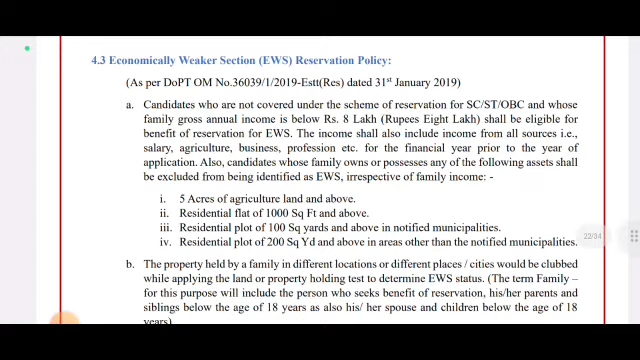 4.3 Economically Weaker Section (EWS) Reservation Policy:
(As per DoPT OM No.36039/1/2019-Estt(Res) dated 31st January 2019)
a. Candidates who are not covered under the scheme of reservation for SC/ST/OBC and whose
family gross annual income is below Rs. 8 Lakh (Rupees Eight Lakh) shall be eligible for
benefit of reservation for EWS. The income shall also include income from all sources i.e.,
salary, agriculture, business, profession etc. for the financial year prior to the year of
application. Also, candidates whose family owns or possesses any of the following assets shall
be excluded from being identified as EWS, irrespective of family income: -
i. 5 Acres of agriculture land and above.
ii. Residential flat of 1000 Sq Ft and above.
iii. Residential plot of 100 Sq yards and above in notified municipalities.
22/34
iv. Residential plot of 200 Sq Yd and above in areas other than the notified municipalities.
b. The property held by a family in different locations or different places / cities would be clubbed
while applying the land or property holding test to determine EWS status. (The term Family –
for this purpose will include the person who seeks benefit of reservation, his/her parents and
siblings below the age of 18 years as also his/ her spouse and children below the age of 18
years)